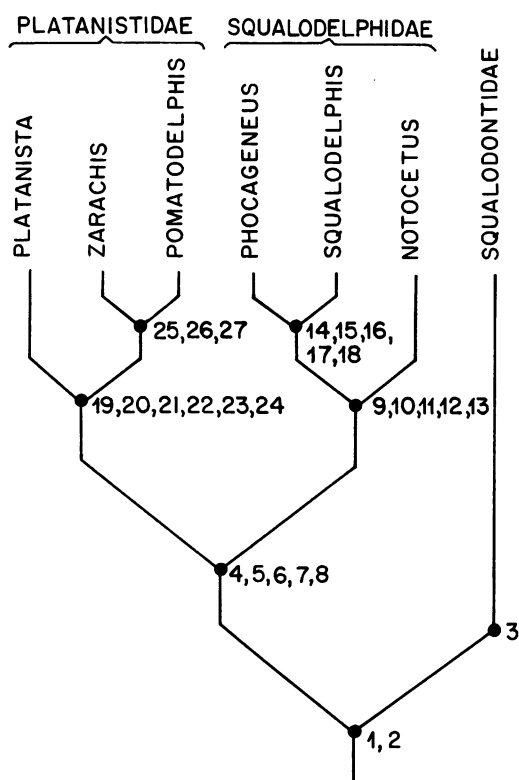 PLATANISTIDAE
SQUALODELPHIDAE
PLATANISTA
ZARACHIS
POMATODELPHIS
PHOCAGENEUS
SQUALODELPHIS
NOTOCETUS
SQUALODONTIDAE
25,26,27
14,15,16,
17,18
19,20,21,22,23,24
9,10,11,12,13
4,5,6,7,8
3
1,2